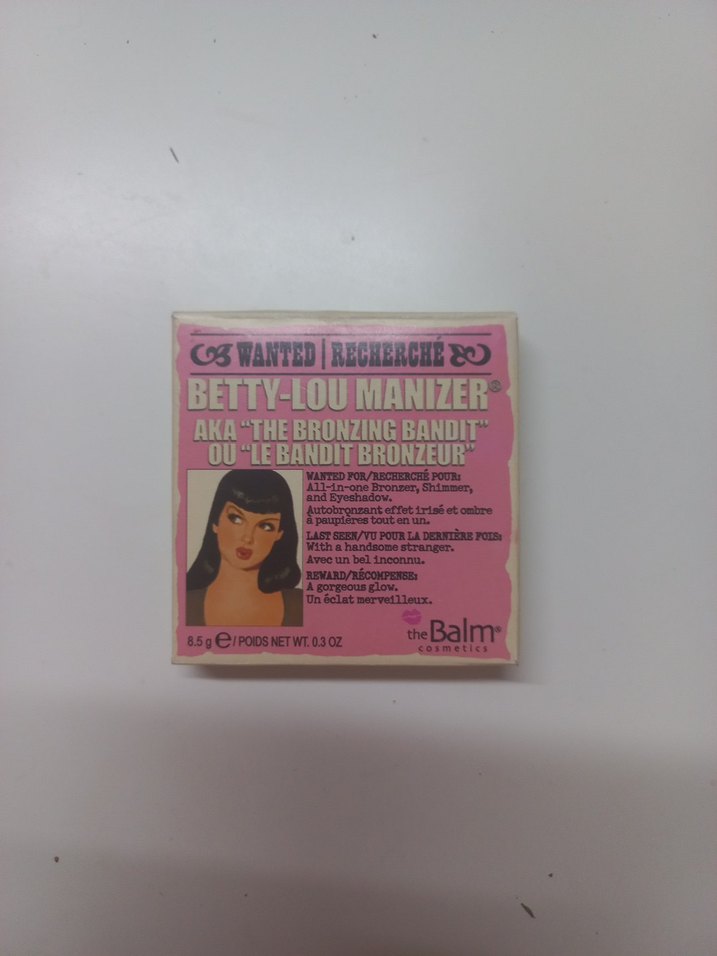 WANTED | RECHERCHÉ
BETTY-LOU MANIZER®
AKA "THE BRONZING BANDIT"
OU "LE BANDIT BRONZEUR"
WANTED FOR/RECHERCHÉ POUR:
All-in-one Bronzer, Shimmer,
and Eyeshadow.
Autobronzant effet irisé et ombre
à paupières tout en un.
LAST SEEN/VU POUR LA DERNIÈRE FOIS:
With a handsome stranger.
Avec un bel inconnu.
REWARD/RÉCOMPENSE:
A gorgeous glow.
Un éclat merveilleux.
8.5 g e / POIDS NET WT. 0.3 OZ
theBalm®
cosmetics